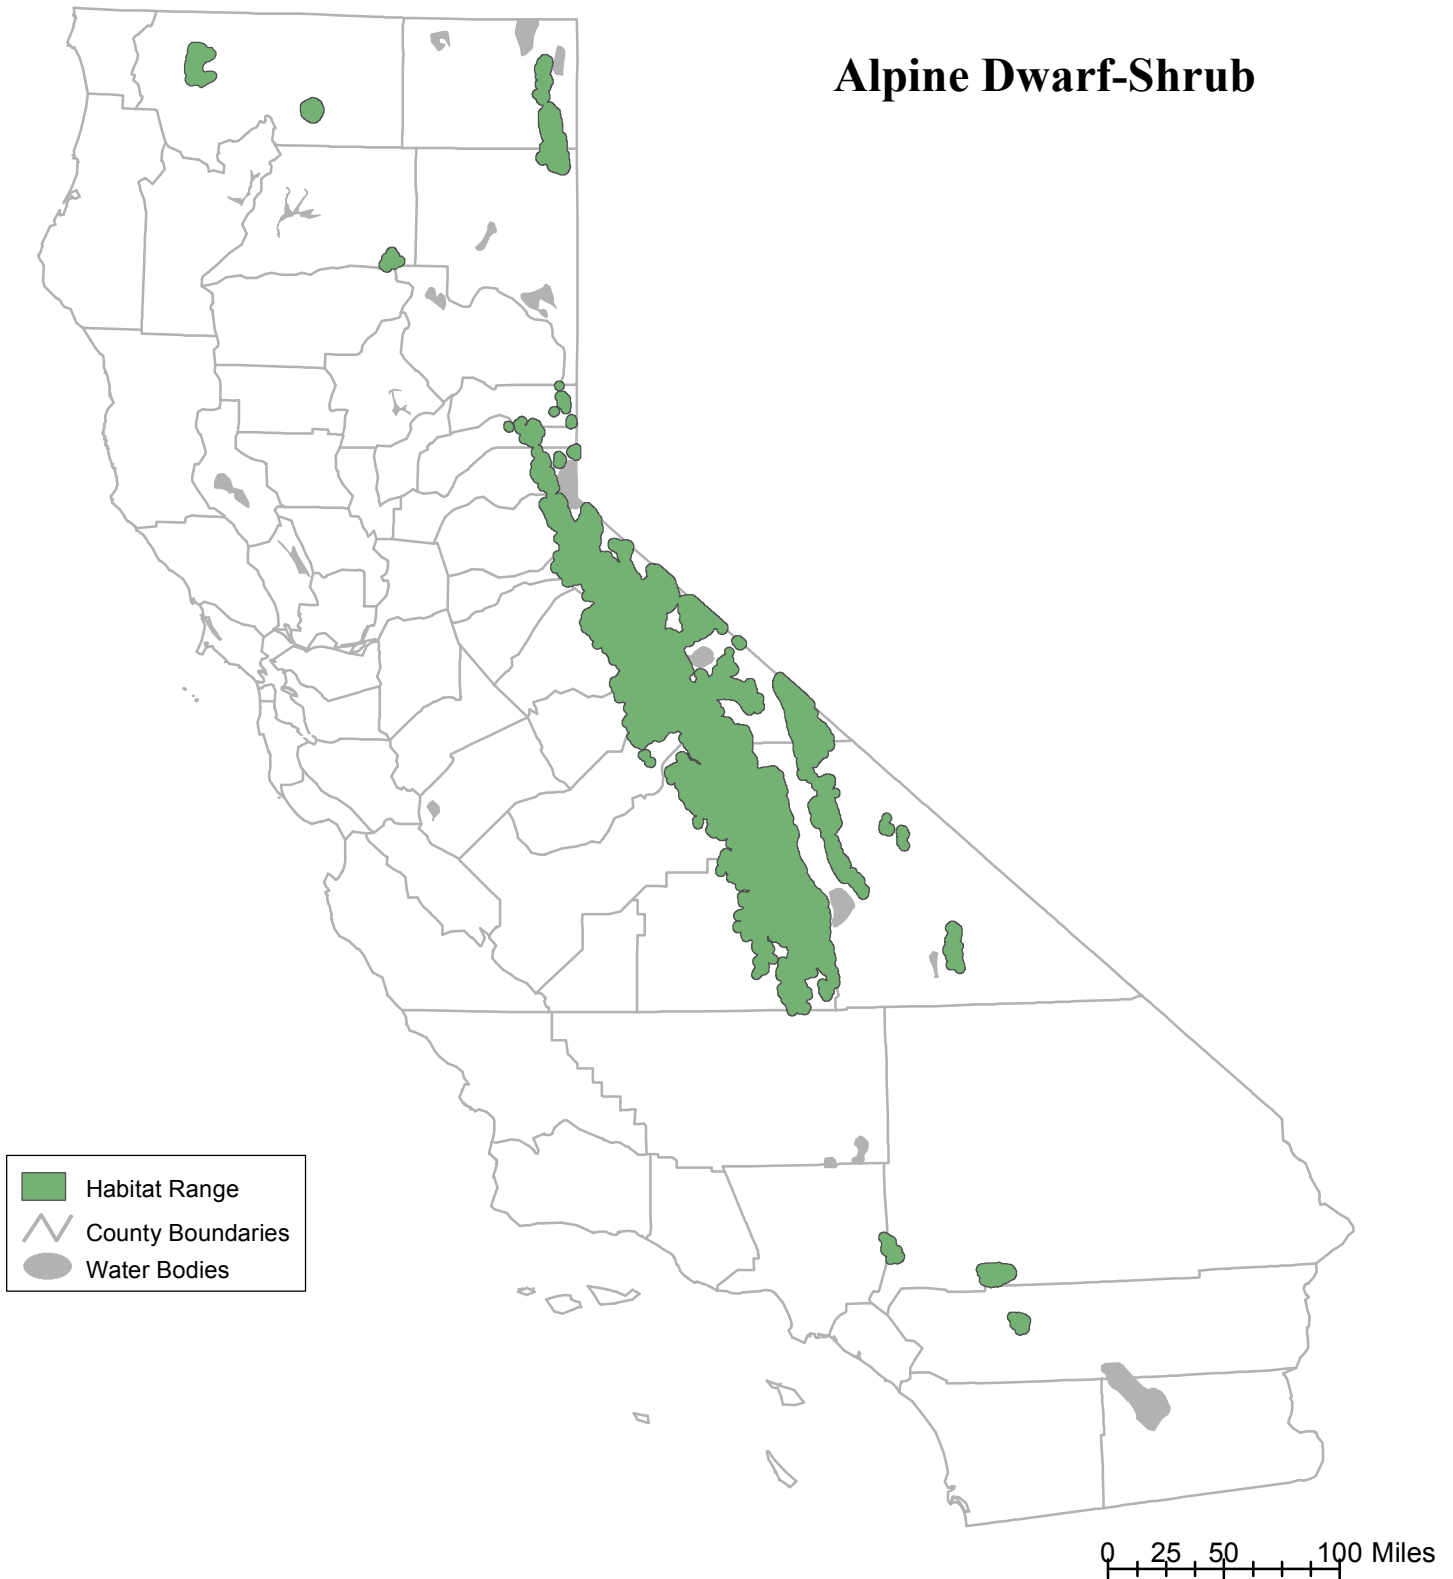 Alpine Dwarf-Shrub
Habitat Range
County Boundaries
Water Bodies
0 25 50 100 Miles